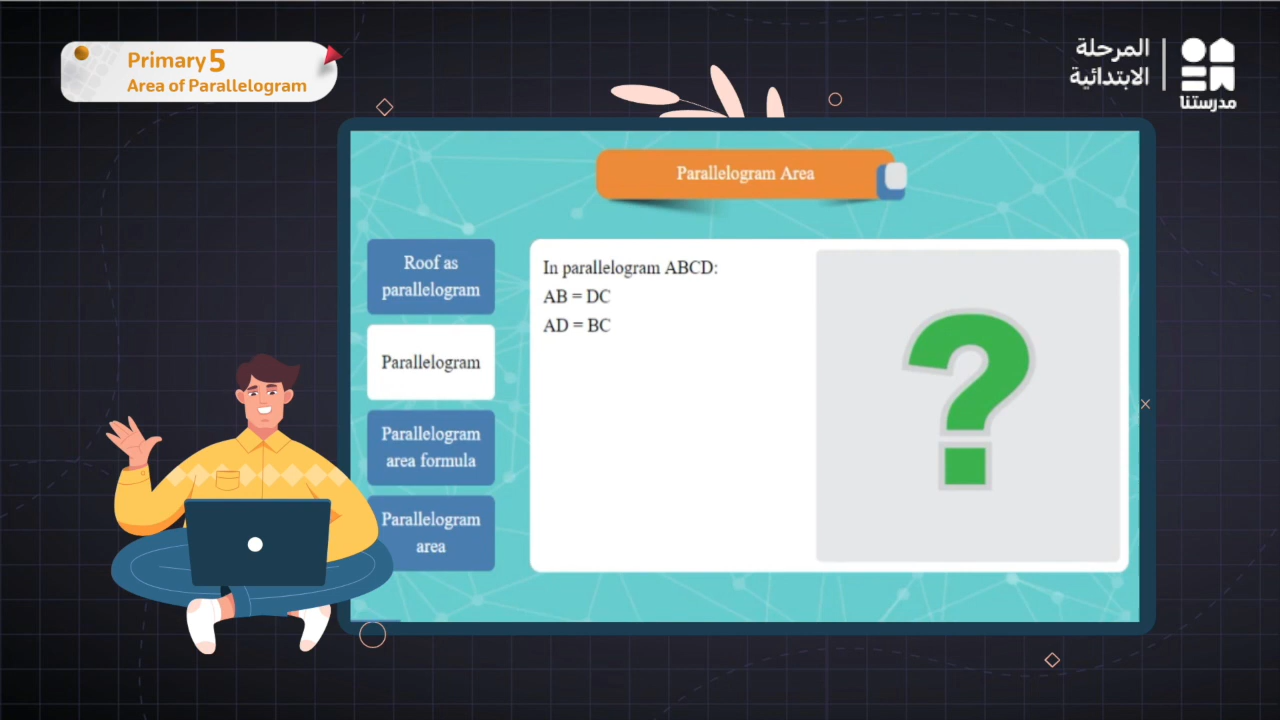 Primary 5
Area of Parallelogram
المرحلة
الابتدائية
مدرستنا
Parallelogram Area
Roof as
parallelogram
Parallelogram
Parallelogram
area formula
Parallelogram
area
In parallelogram ABCD:
AB = DC
AD = BC
?